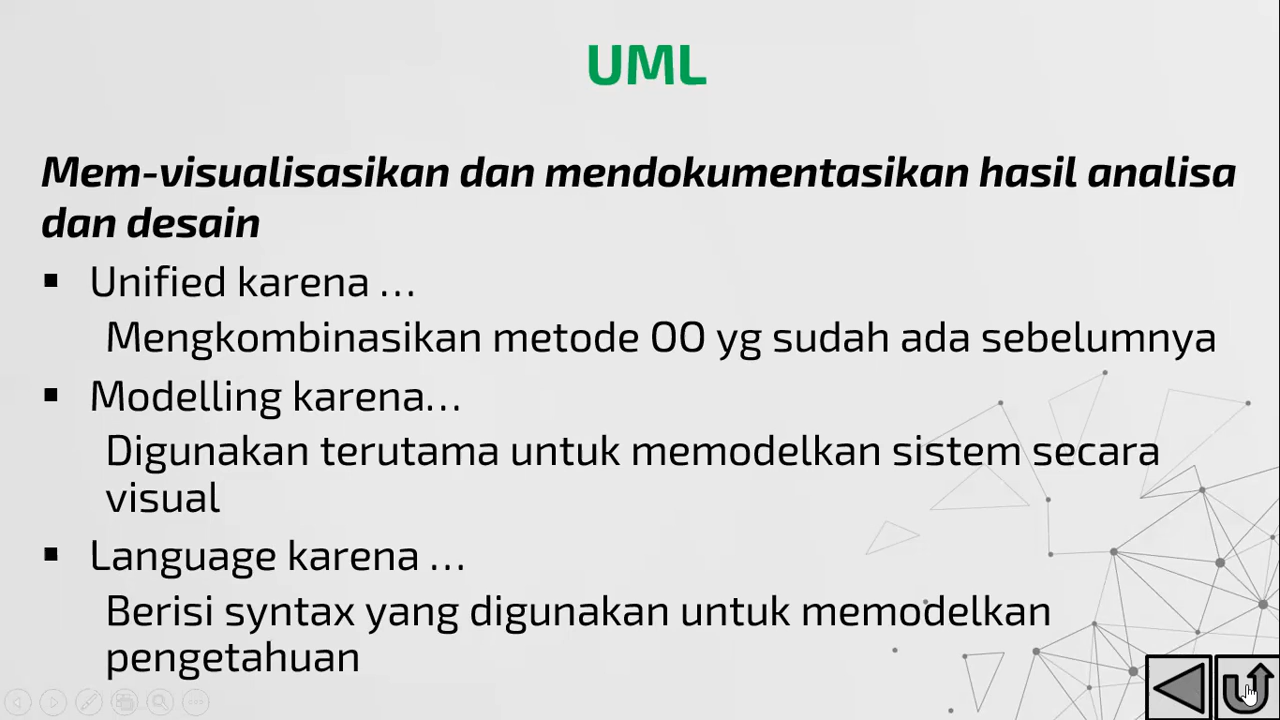 UML
Mem-visualisasikan dan mendokumentasikan hasil analisa
dan desain
▪ Unified karena …
Mengkombinasikan metode OO yg sudah ada sebelumnya
▪ Modelling karena…
Digunakan terutama untuk memodelkan sistem secara
visual
▪ Language karena …
Berisi syntax yang digunakan untuk memodelkan
pengetahuan